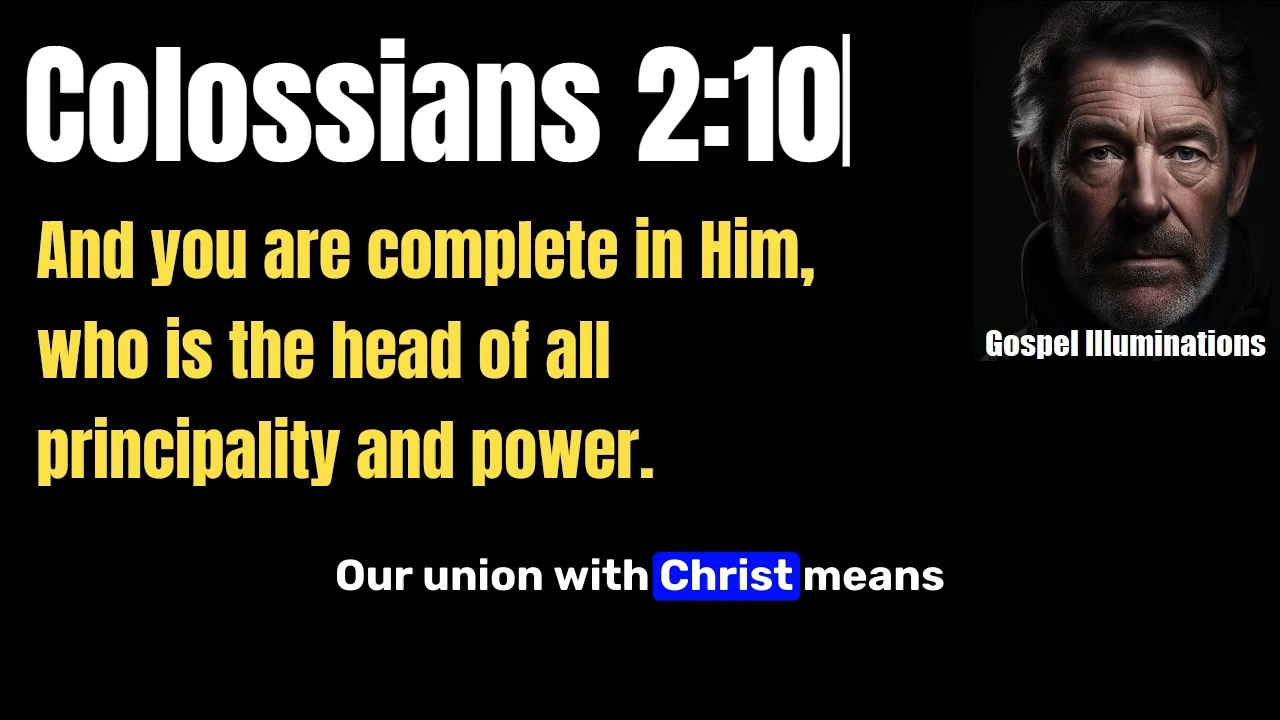 Colossians 2:10
And you are complete in Him,
who is the head of all
principality and power.
Gospel Illuminations
Our union with Christ means